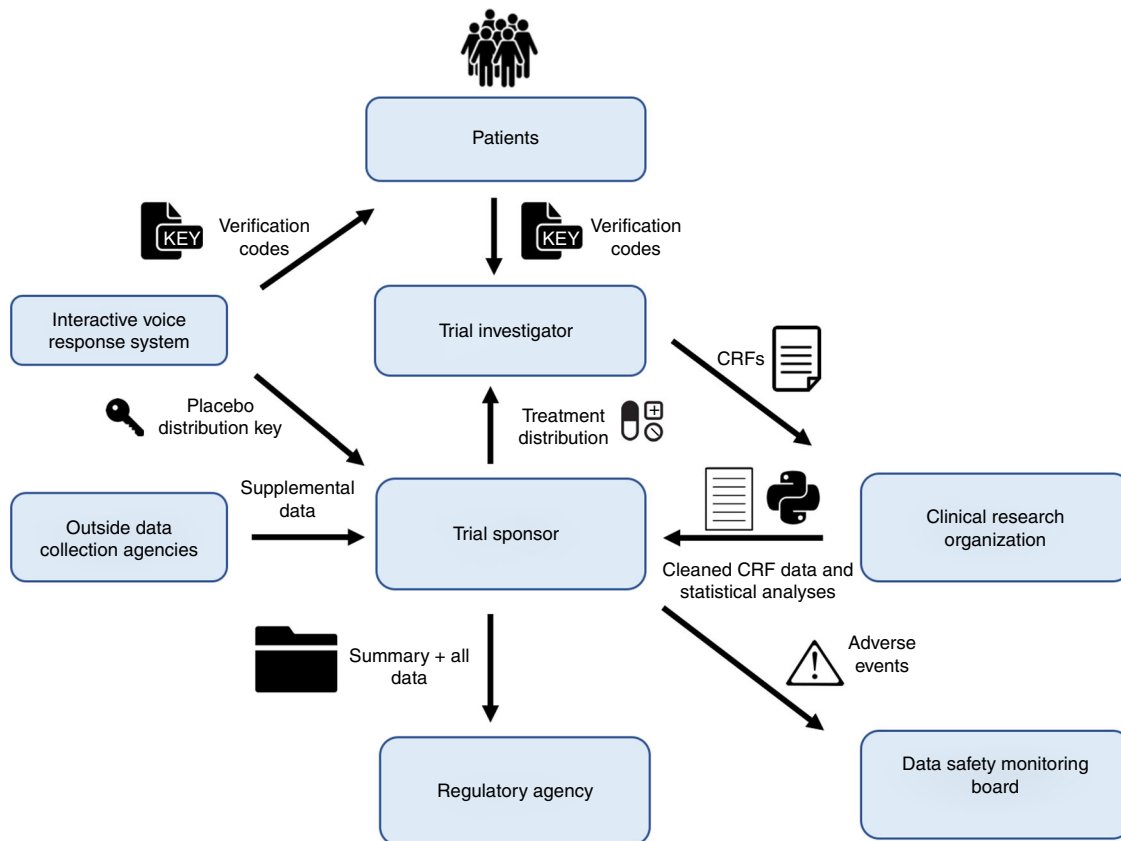 Patients
KEY
Verification
codes
KEY
Verification
codes
Interactive voice
response system
Trial investigator
CRFs
Placebo
distribution key
Treatment
distribution
Supplemental
data
Outside data
collection agencies
Trial sponsor
Clinical research
organization
Cleaned CRF data and
statistical analyses
Summary + all
data
Adverse
events
Regulatory agency
Data safety monitoring
board